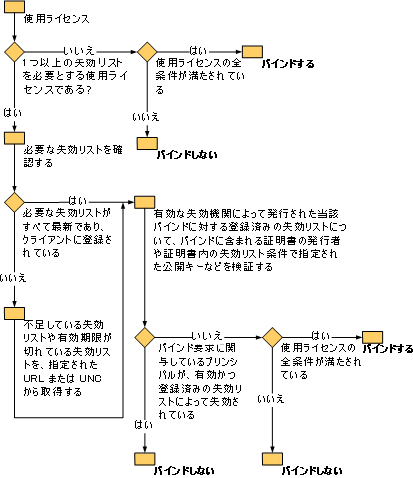 使用ライセンス
いいえ
はい
1つ以上の失効リスト
を必要とする使用ライ
センスである?
使用ライセンスの全
条件が満たされてい
る
バインドする
はい
いいえ
必要な失効リストを確
認する
バインドしない
はい
必要な失効リストが
すべて最新であり、
クライアントに登録さ
れている
有効な失効機関によって発行された当該
バインドに対する登録済みの失効リストにつ
いて、バインドに含まれる証明書の発行者
や証明書内の失効リスト条件で指定され
た公開キーなどを検証する
いいえ
不足している失効
リストや有効期限が
切れている失効リス
トを、指定された
URL または UNC
から取得する
いいえ
はい
バインド要求に関
与しているプリンシ
パルが、有効かつ
登録済みの失効リ
ストによって失効さ
れている
使用ライセンスの
全条件が満たされ
ている
バインドする
はい
いいえ
バインドしない
バインドしない